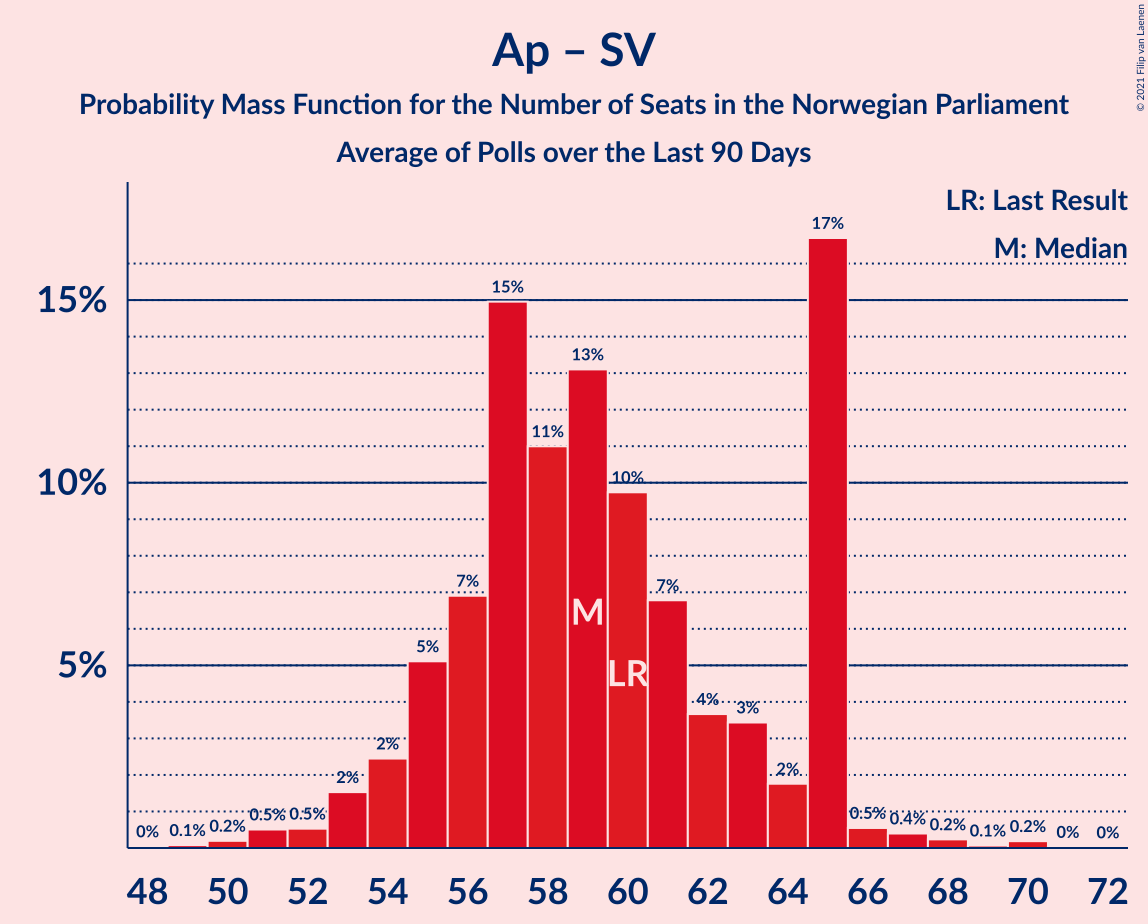 Ap – SV
Probability Mass Function for the Number of Seats in the Norwegian Parliament
Average of Polls over the Last 90 Days
© 2021 Filip van Laenen
LR: Last Result
M: Median
17%
15%
15%
13%
11%
10%
10%
7%
7%
M
5%
5%
LR
4%
3%
2%
2%
2%
0% 0.1% 0.2% 0.5% 0.5% 0.5% 0.4% 0.2% 0.1% 0.2% 0% 0%
48 50 52 54 56 58 60 62 64 66 68 70 72